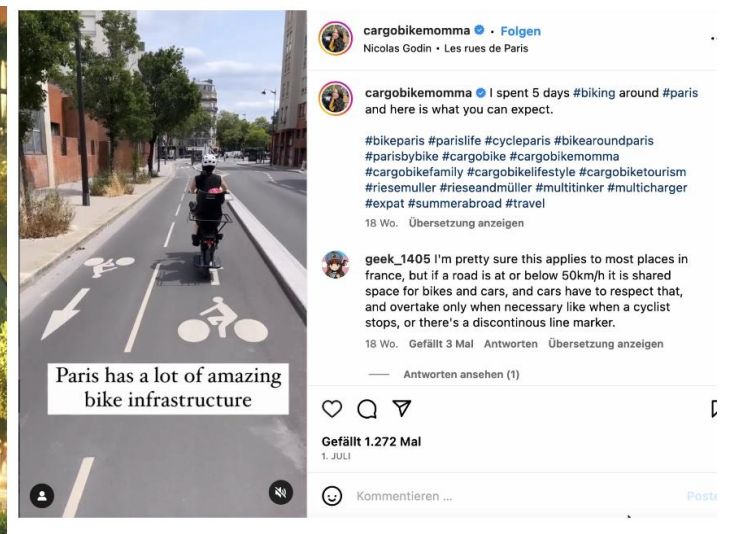 cargobikemomma • Folgen
Nicolas Godin • Les rues de Paris
cargobikemomma I spent 5 days #biking around #paris
and here is what you can expect.
#bikeparis #parislife #cycleparis #bikearoundparis
#parisbybike #cargobike #cargobikemomma
#cargobikefamily #cargobikelifestyle #cargobiketourism
#riesemuller #rieseandmüller #multitinker #multicharger
#expat #summerabroad #travel
18 Wo. Übersetzung anzeigen
geek_1405 I'm pretty sure this applies to most places in
france, but if a road is at or below 50km/h it is shared
space for bikes and cars, and cars have to respect that,
and overtake only when necessary like when a cyclist
stops, or there's a discontinous line marker.
18 Wo. Gefällt 3 Mal Antworten Übersetzung anzeigen
Antworten ansehen (1)
Paris has a lot of amazing
bike infrastructure
Gefällt 1.272 Mal
1. JULI
Kommentieren ...